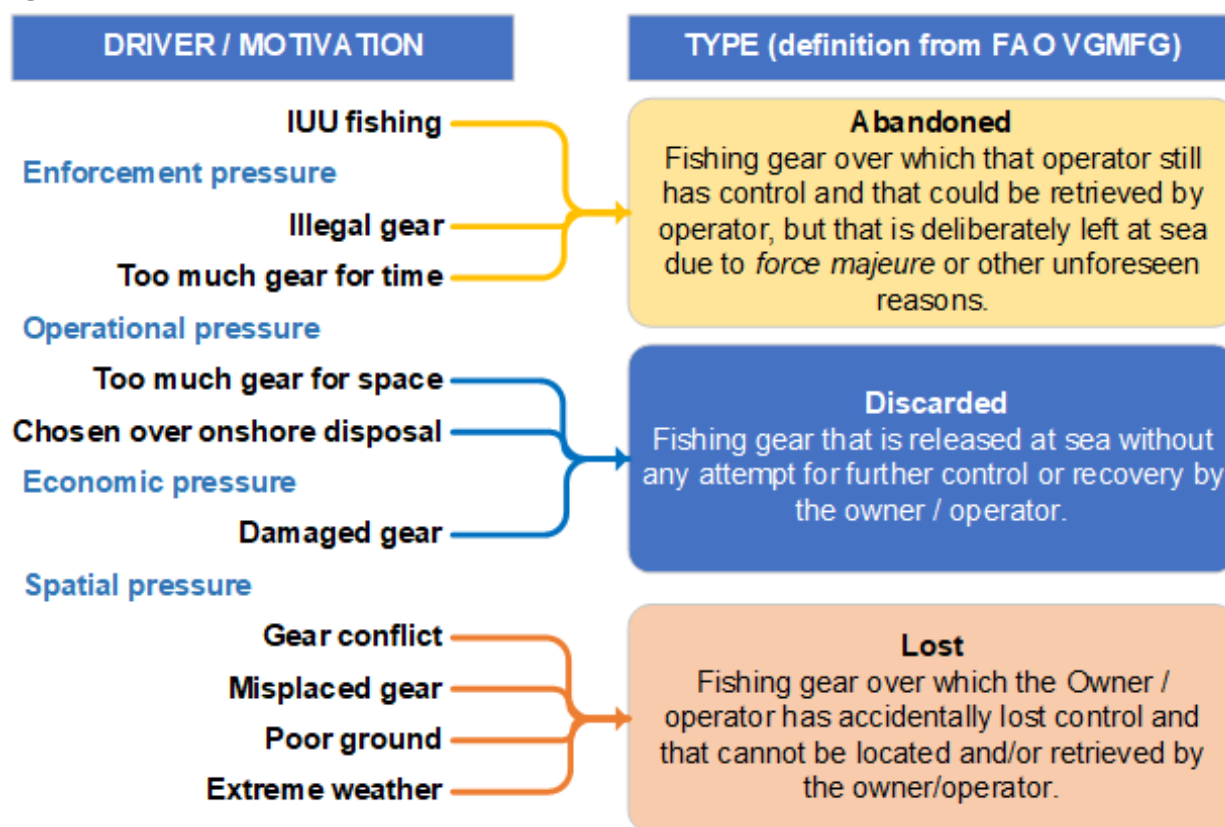 DRIVER / MOTIVATION
IUU fishing
Enforcement pressure
Illegal gear
Too much gear for time
Operational pressure
Too much gear for space
Chosen over onshore disposal
Economic pressure
Damaged gear
Spatial pressure
Gear conflict
Misplaced gear
Poor ground
Extreme weather
TYPE (definition from FAO VGMFG)
Abandoned
Fishing gear over which that operator still
has control and that could be retrieved by
operator, but that is deliberately left at sea
due to force majeure or other unforeseen
reasons.
Discarded
Fishing gear that is released at sea without
any attempt for further control or recovery by
the owner / operator.
Lost
Fishing gear over which the Owner /
operator has accidentally lost control and
that cannot be located and/or retrieved by
the owner/operator.